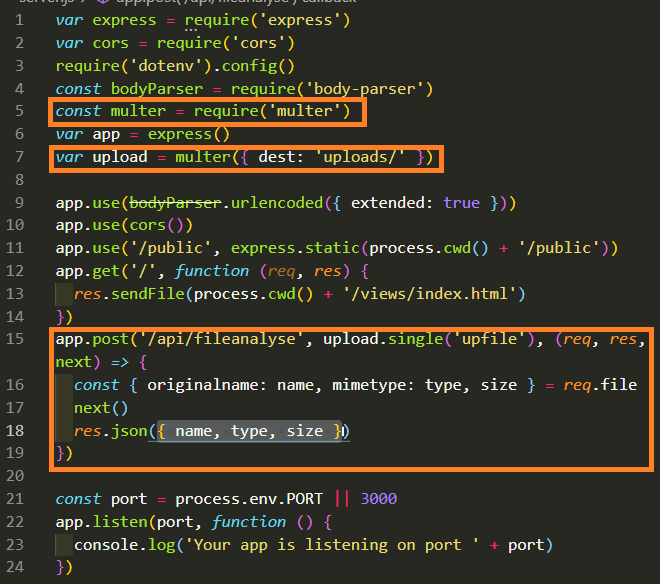 server.js > app.post('/api/fileanalyse') callback
1 var express = require('express')
2 var cors = require('cors')
3 require('dotenv').config()
4 const bodyParser = require('body-parser')
5 const multer = require('multer')
6 var app = express()
7 var upload = multer({ dest: 'uploads/' })
8
9 app.use(bodyParser.urlencoded({ extended: true }))
10 app.use(cors())
11 app.use('/public', express.static(process.cwd() + '/public'))
12 app.get('/', function (req, res) {
13 res.sendFile(process.cwd() + '/views/index.html')
14 })
15 app.post('/api/fileanalyse', upload.single('upfile'), (req, res,
next) => {
16 const { originalname: name, mimetype: type, size } = req.file
17 next()
18 res.json({ name, type, size })
19 })
20
21 const port = process.env.PORT || 3000
22 app.listen(port, function () {
23 console.log('Your app is listening on port ' + port)
24 })